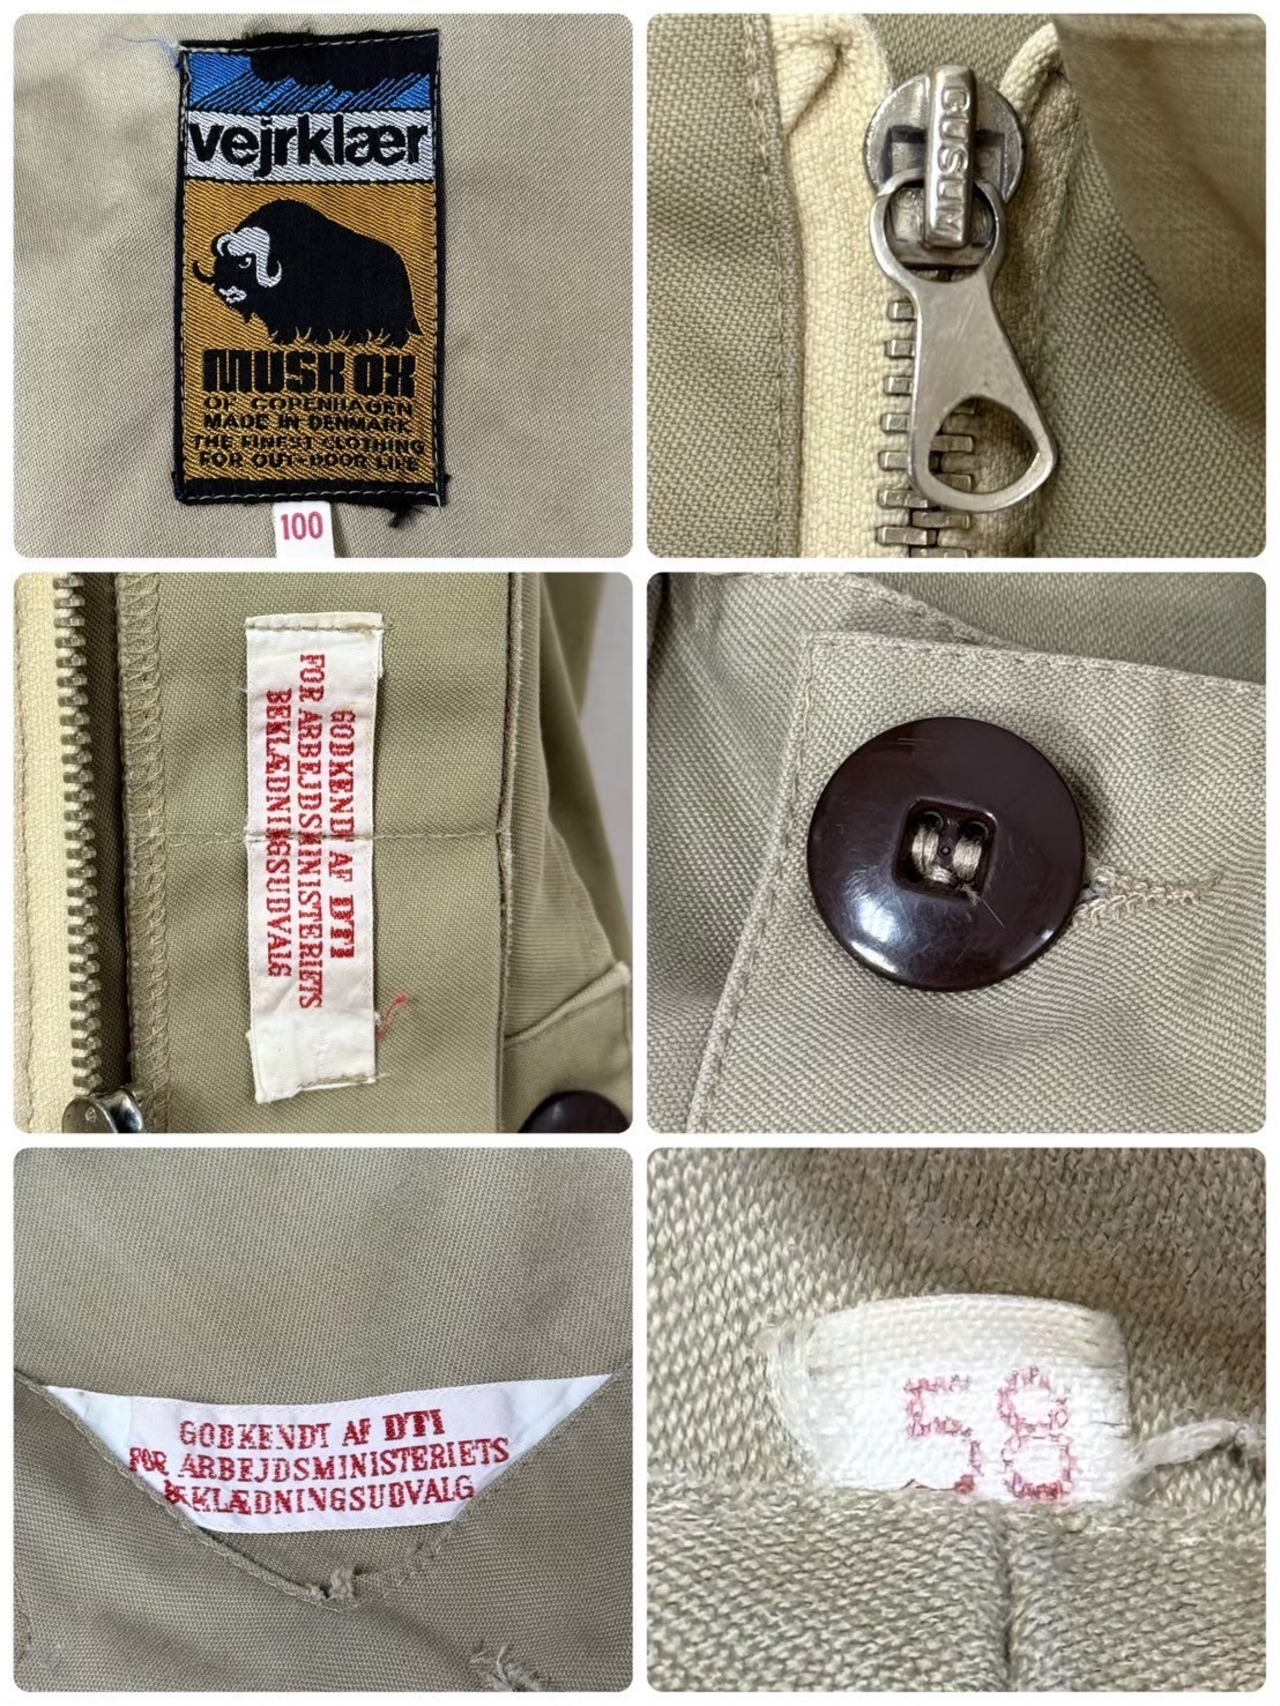 vejrklær
MUSK OX
OF COPENHAGEN
MADE IN DENMARK
THE FINEST CLOTHING
FOR OUT-DOOR LIFE
100
GUSUM
GODKENDT AF DTI
FOR ARBEJDSMINISTERIETS
BEKLÆDNINGSUDVALG
GODKENDT AF DTI
FOR ARBEJDSMINISTERIETS
BEKLÆDNINGSUDVALG
58